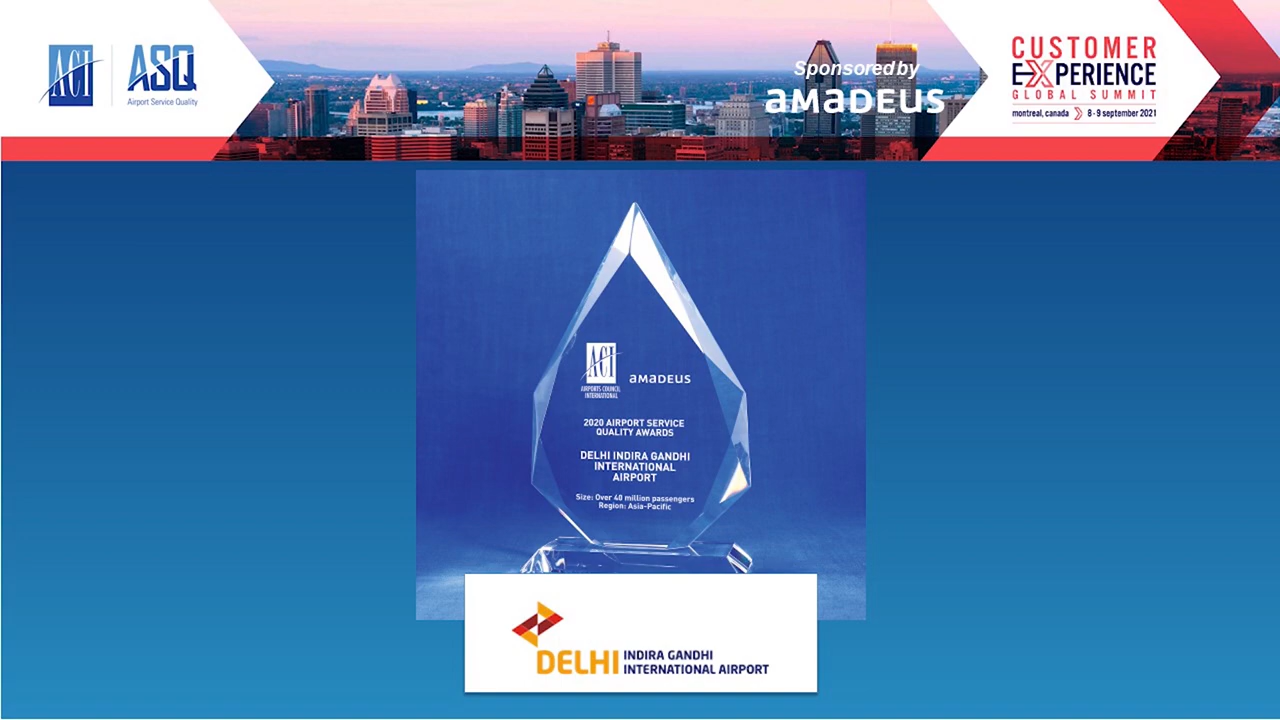 ACI
ASQ
Airport Service Quality
Sponsored by
aMaDEUS
CUSTOMER
EXPERIENCE
GLOBAL SUMMIT
montreal, canada
8 - 9 september 2021
ACI
AIRPORTS COUNCIL
INTERNATIONAL
aMaDEUS
2020 AIRPORT SERVICE
QUALITY AWARDS
DELHI INDIRA GANDHI
INTERNATIONAL
AIRPORT
Size: Over 40 million passengers
Region: Asia-Pacific
DELHI
INDIRA GANDHI
INTERNATIONAL AIRPORT